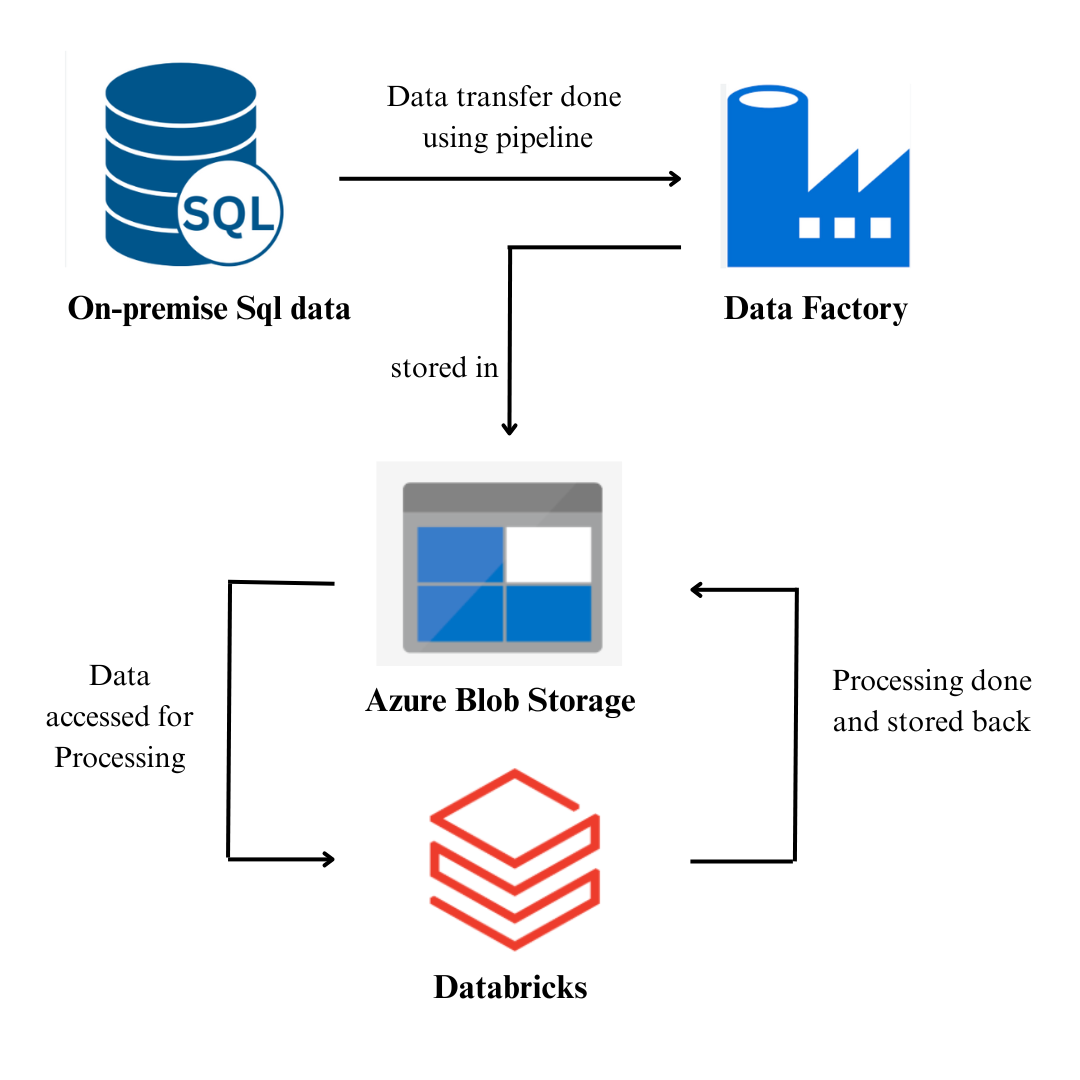 Data transfer done
using pipeline
SQL
On-premise Sql data
Data Factory
stored in
Azure Blob Storage
Data
accessed for
Processing
Processing done
and stored back
Databricks